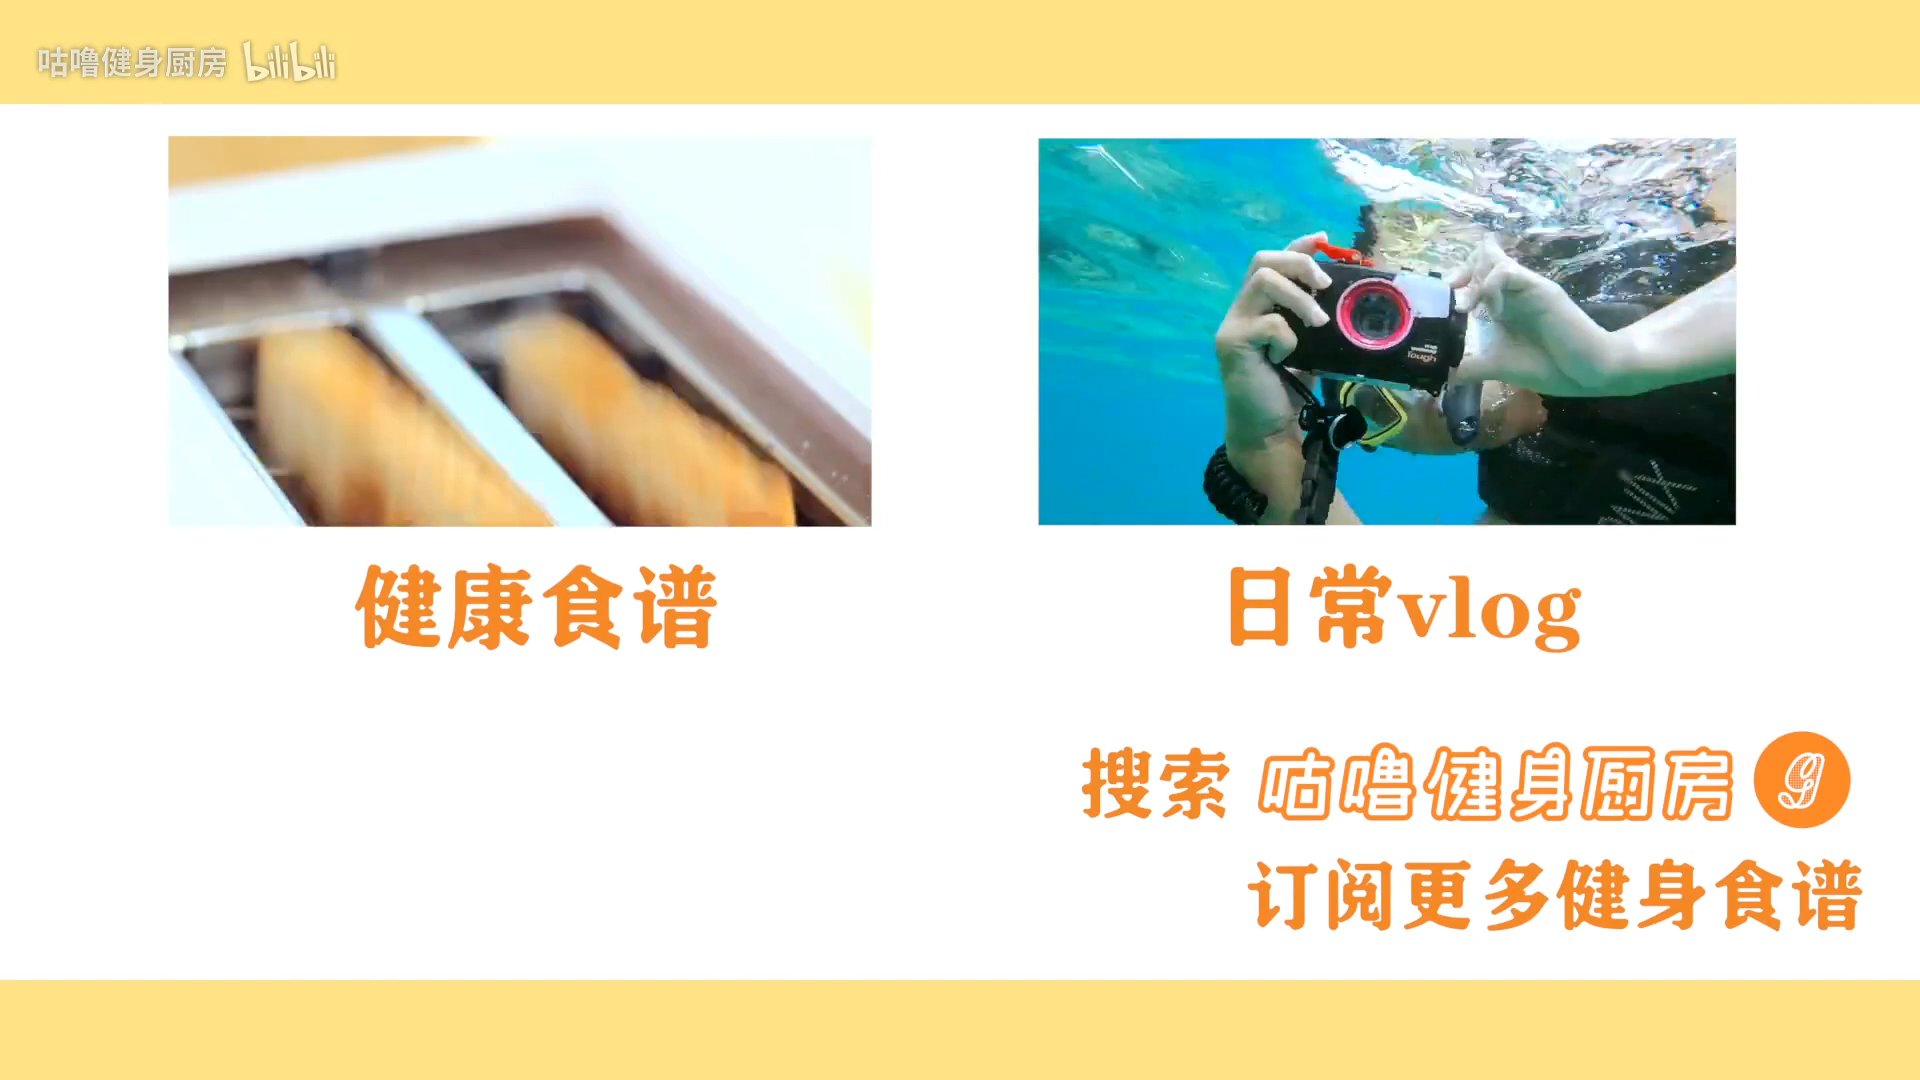 咕噜健身厨房 bilibili
Tough
健康食谱
日常vlog
搜索 咕噜健身厨房 g
订阅更多健身食谱